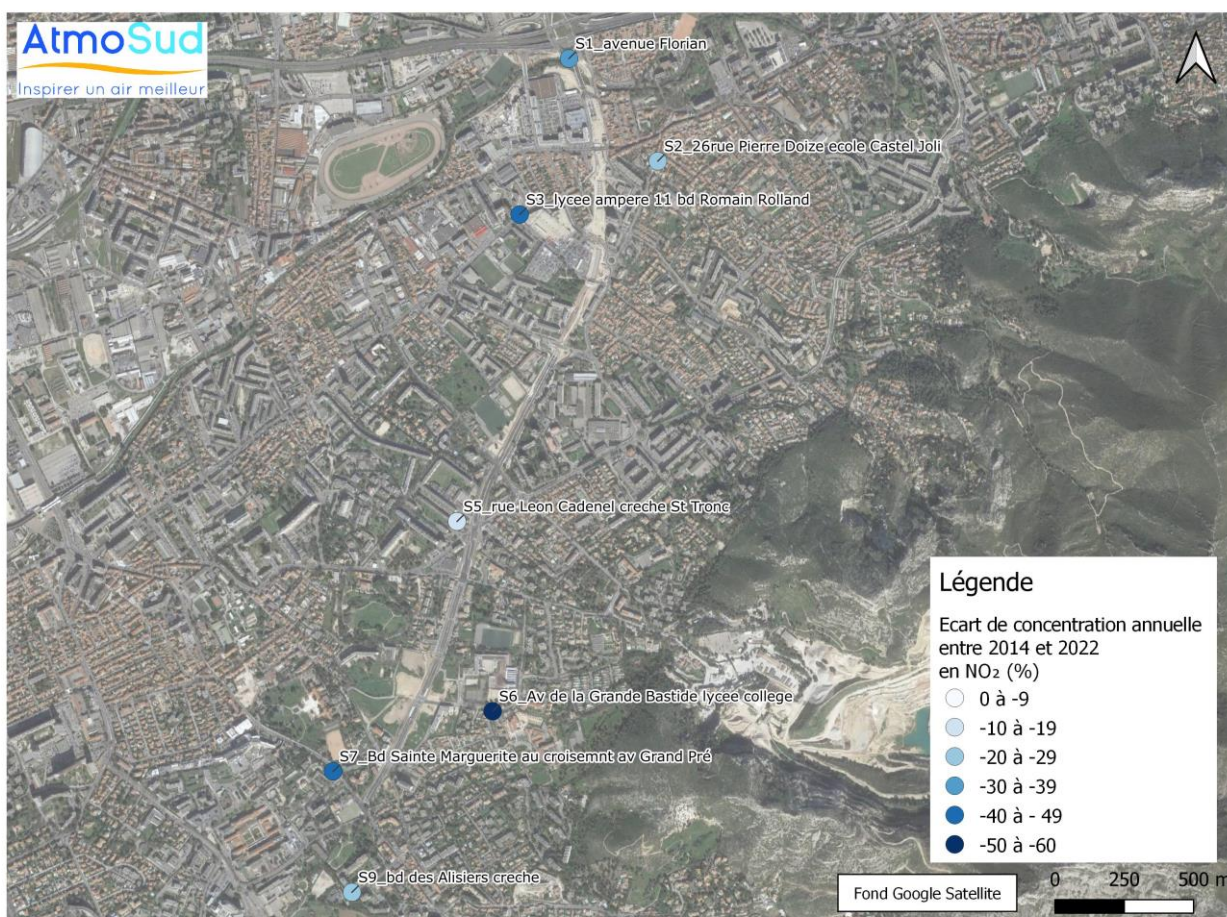 AtmoSud
Inspirer un air meilleur
S1_avenue Florian
S2_26rue Pierre Doize ecole Castel Joli
S3_lycee ampere 11 bd Romain Rolland
S5_rue Leon Cadenel creche St Tronc
S6_Av de la Grande Bastide lycee college
S7_Bd Sainte Marguerite au croisemnt av Grand Pré
S9_bd des Alisiers creche
Légende
Ecart de concentration annuelle
entre 2014 et 2022
en NO₂ (%)
0 à -9
-10 à -19
-20 à -29
-30 à -39
-40 à - 49
-50 à -60
Fond Google Satellite
0 250 500 m